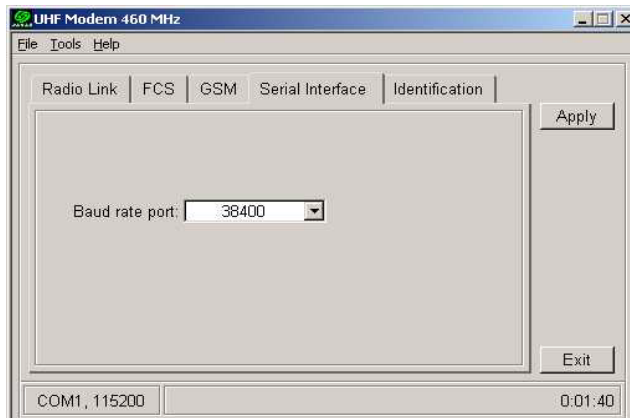 UHF Modem 460 MHz
File Tools Help
Radio Link FCS GSM Serial Interface Identification
Apply
Baud rate port: 38400
Exit
COM1, 115200 0:01:40